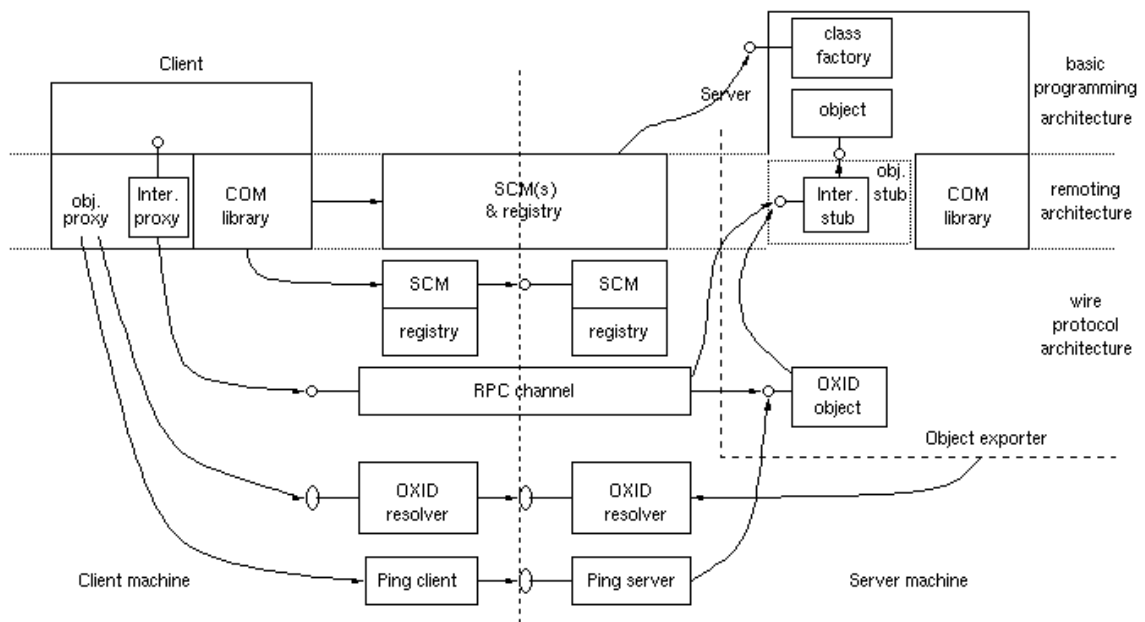 Client
Server
class
factory
object
basic
programming
architecture
obj.
proxy
Inter.
proxy
COM
library
SCM(s)
& registry
Inter.
stub
obj.
stub
COM
library
remoting
architecture
SCM
registry
SCM
registry
wire
protocol
architecture
RPC channel
OXID
object
Object exporter
OXID
resolver
OXID
resolver
Client machine
Ping client
Ping server
Server machine